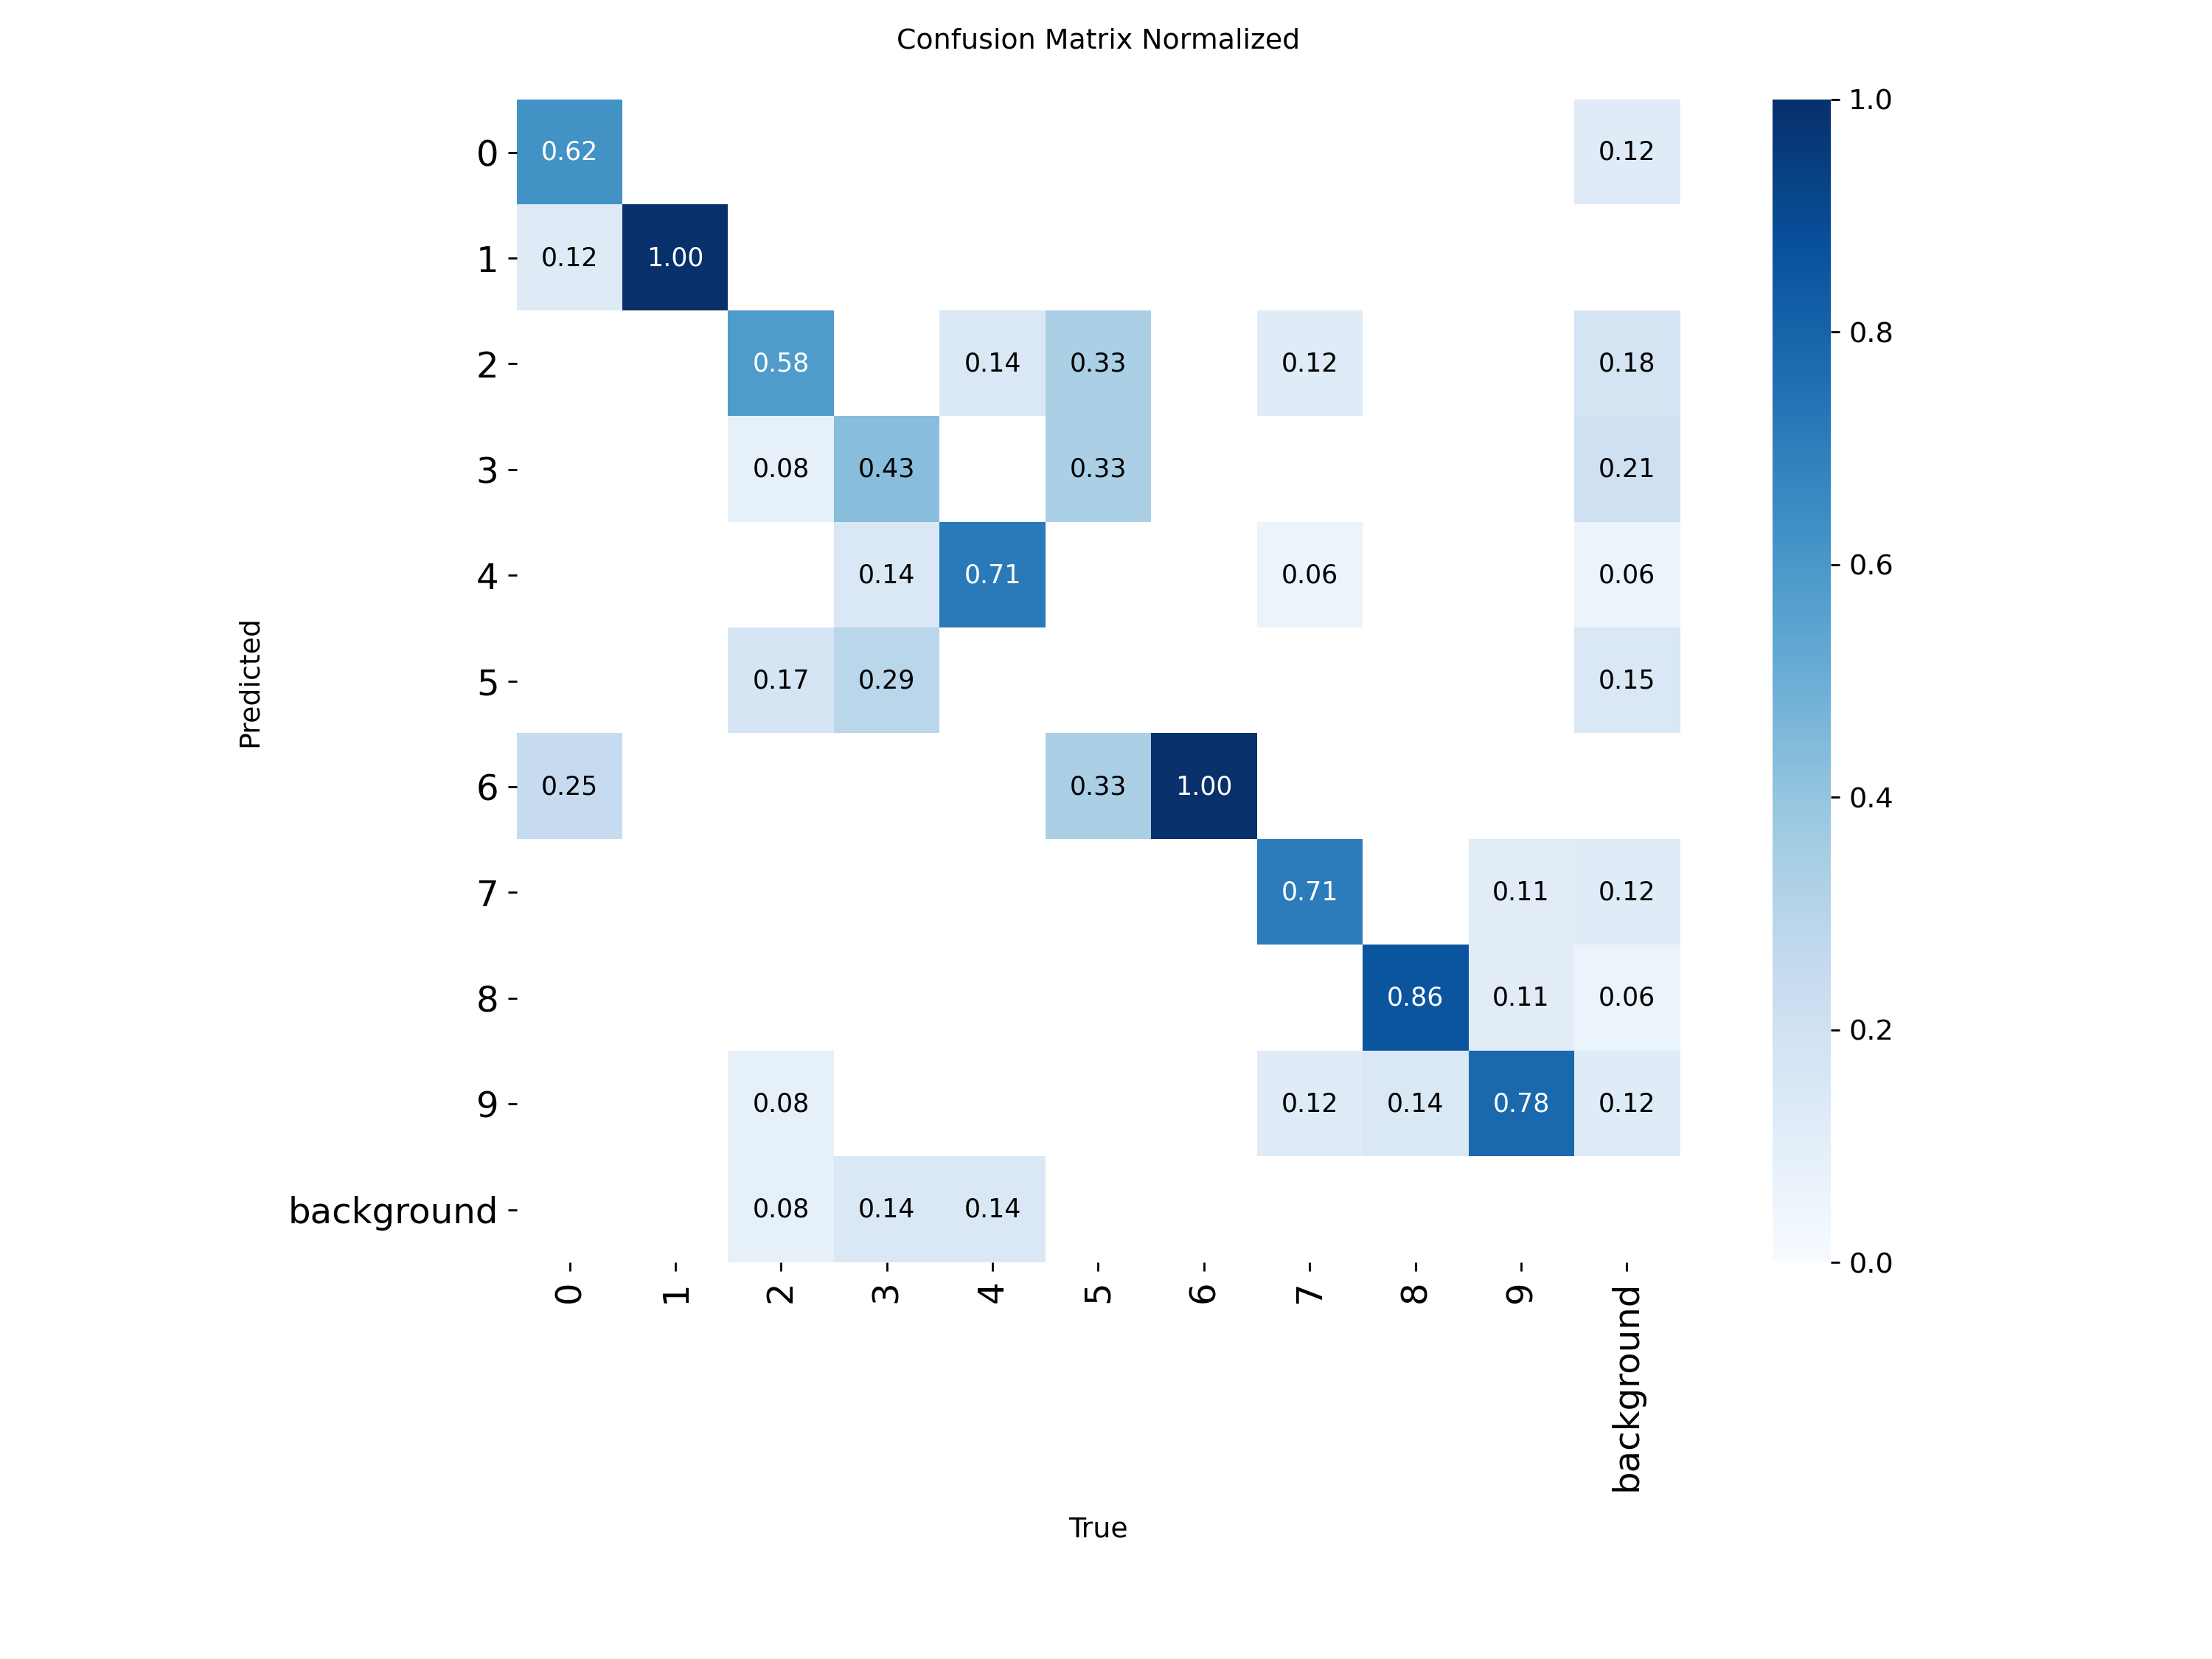 Confusion Matrix Normalized
0 0.62 0.12
1 0.12 1.00
2 0.58 0.14 0.33 0.12 0.18
3 0.08 0.43 0.33 0.21
4 0.14 0.71 0.06 0.06
5 0.17 0.29 0.15
6 0.25 0.33 1.00
7 0.71 0.11 0.12
8 0.86 0.11 0.06
9 0.08 0.12 0.14 0.78 0.12
background 0.08 0.14 0.14
0 1 2 3 4 5 6 7 8 9 background
Predicted
True
1.0
0.8
0.6
0.4
0.2
0.0